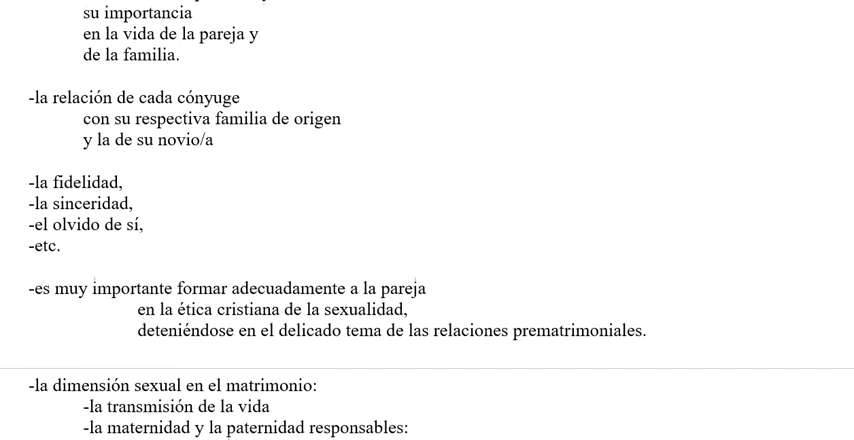 su importancia
en la vida de la pareja y
de la familia.
-la relación de cada cónyuge
con su respectiva familia de origen
y la de su novio/a
-la fidelidad,
-la sinceridad,
-el olvido de sí,
-etc.
-es muy importante formar adecuadamente a la pareja
en la ética cristiana de la sexualidad,
deteniéndose en el delicado tema de las relaciones prematrimoniales.
-la dimensión sexual en el matrimonio:
-la transmisión de la vida
-la maternidad y la paternidad responsables: